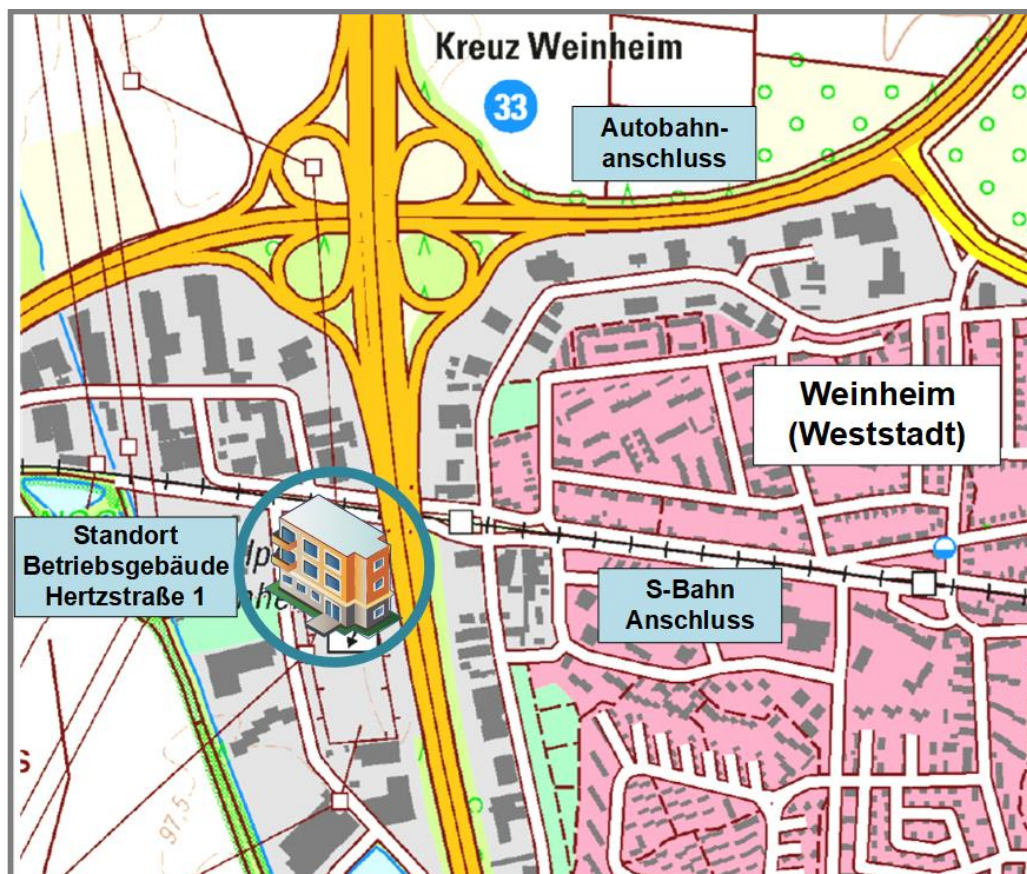 Kreuz Weinheim
33
Autobahn-
anschluss
Weinheim
(Weststadt)
Standort
Betriebsgebäude
Hertzstraße 1
S-Bahn
Anschluss
97,5